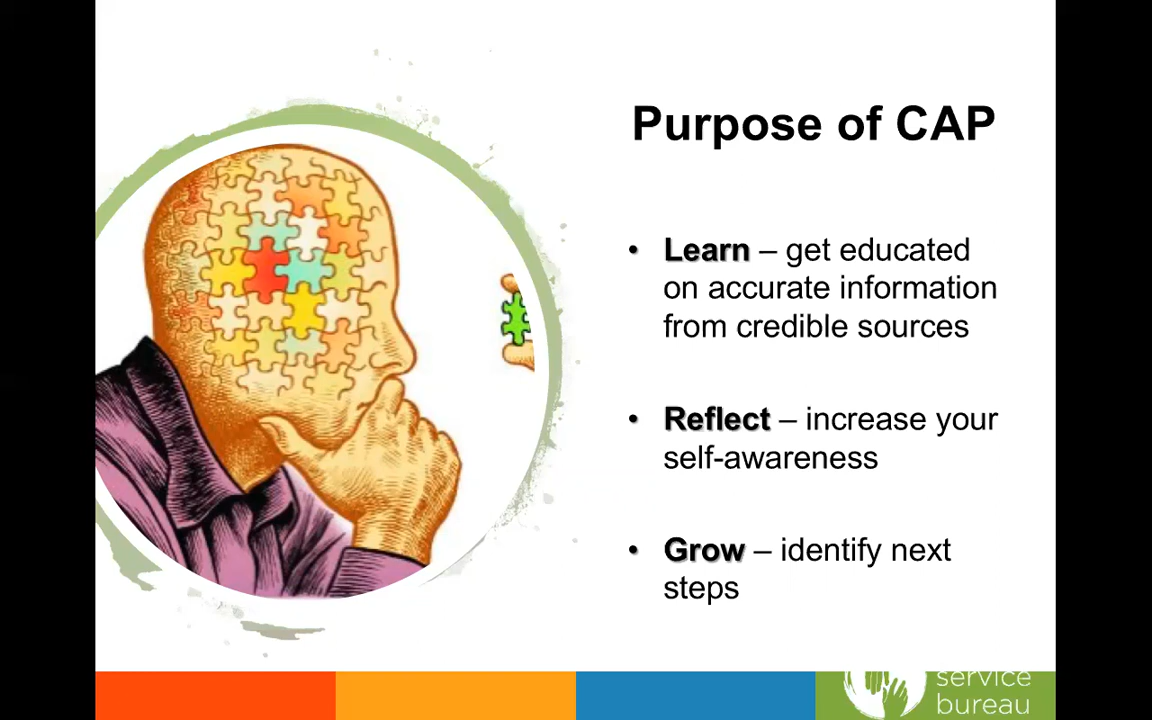 Purpose of CAP
• Learn – get educated
on accurate information
from credible sources
• Reflect – increase your
self-awareness
• Grow – identify next
steps
service
bureau